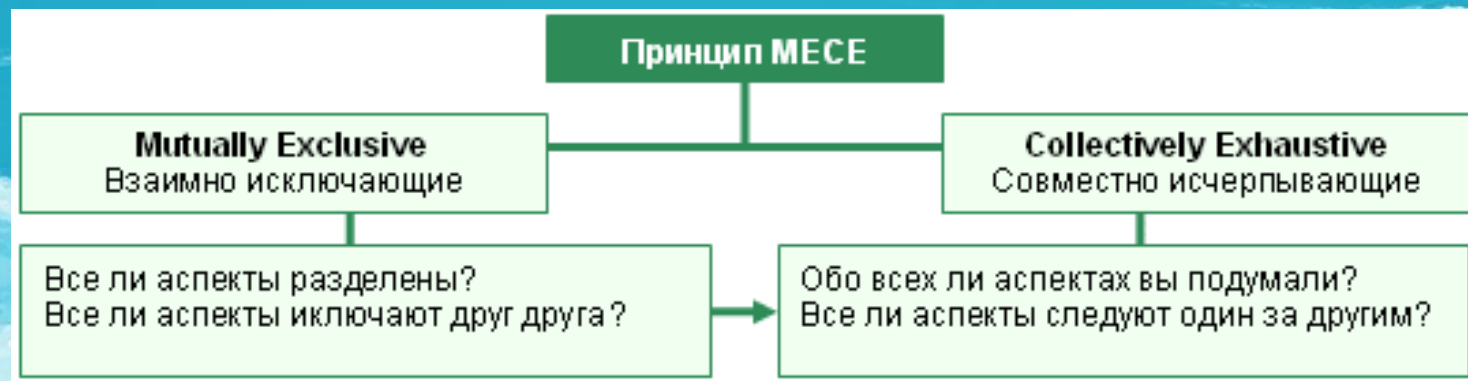 Принцип MECE
Mutually Exclusive
Взаимно исключающие
Collectively Exhaustive
Совместно исчерпывающие
Все ли аспекты разделены?
Все ли аспекты иключают друг друга?
Обо всех ли аспектах вы подумали?
Все ли аспекты следуют один за другим?